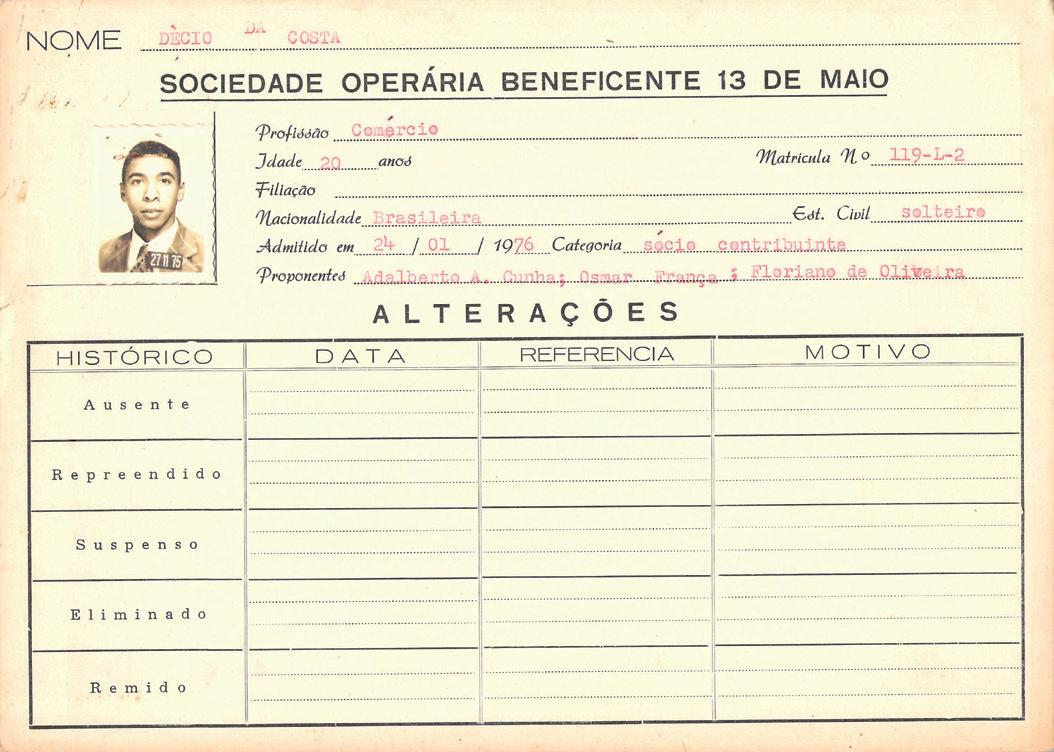 NOME DÈCIO DA COSTA
SOCIEDADE OPERÁRIA BENEFICENTE 13 DE MAIO
Profissão Comércio
Idade 20 anos Matrícula Nº 119-L-2
Filiação
Nacionalidade Brasileira Est. Civil solteiro
Admitido em 24 / 01 / 1976 Categoria sócio contribuinte
27 11 75
Proponentes Adalberto A. Cunha; Osmar França ; Floriano de Oliveira
ALTERAÇÕES
HISTÓRICO DATA REFERENCIA MOTIVO
Ausente
Repreendido
Suspenso
Eliminado
Remido